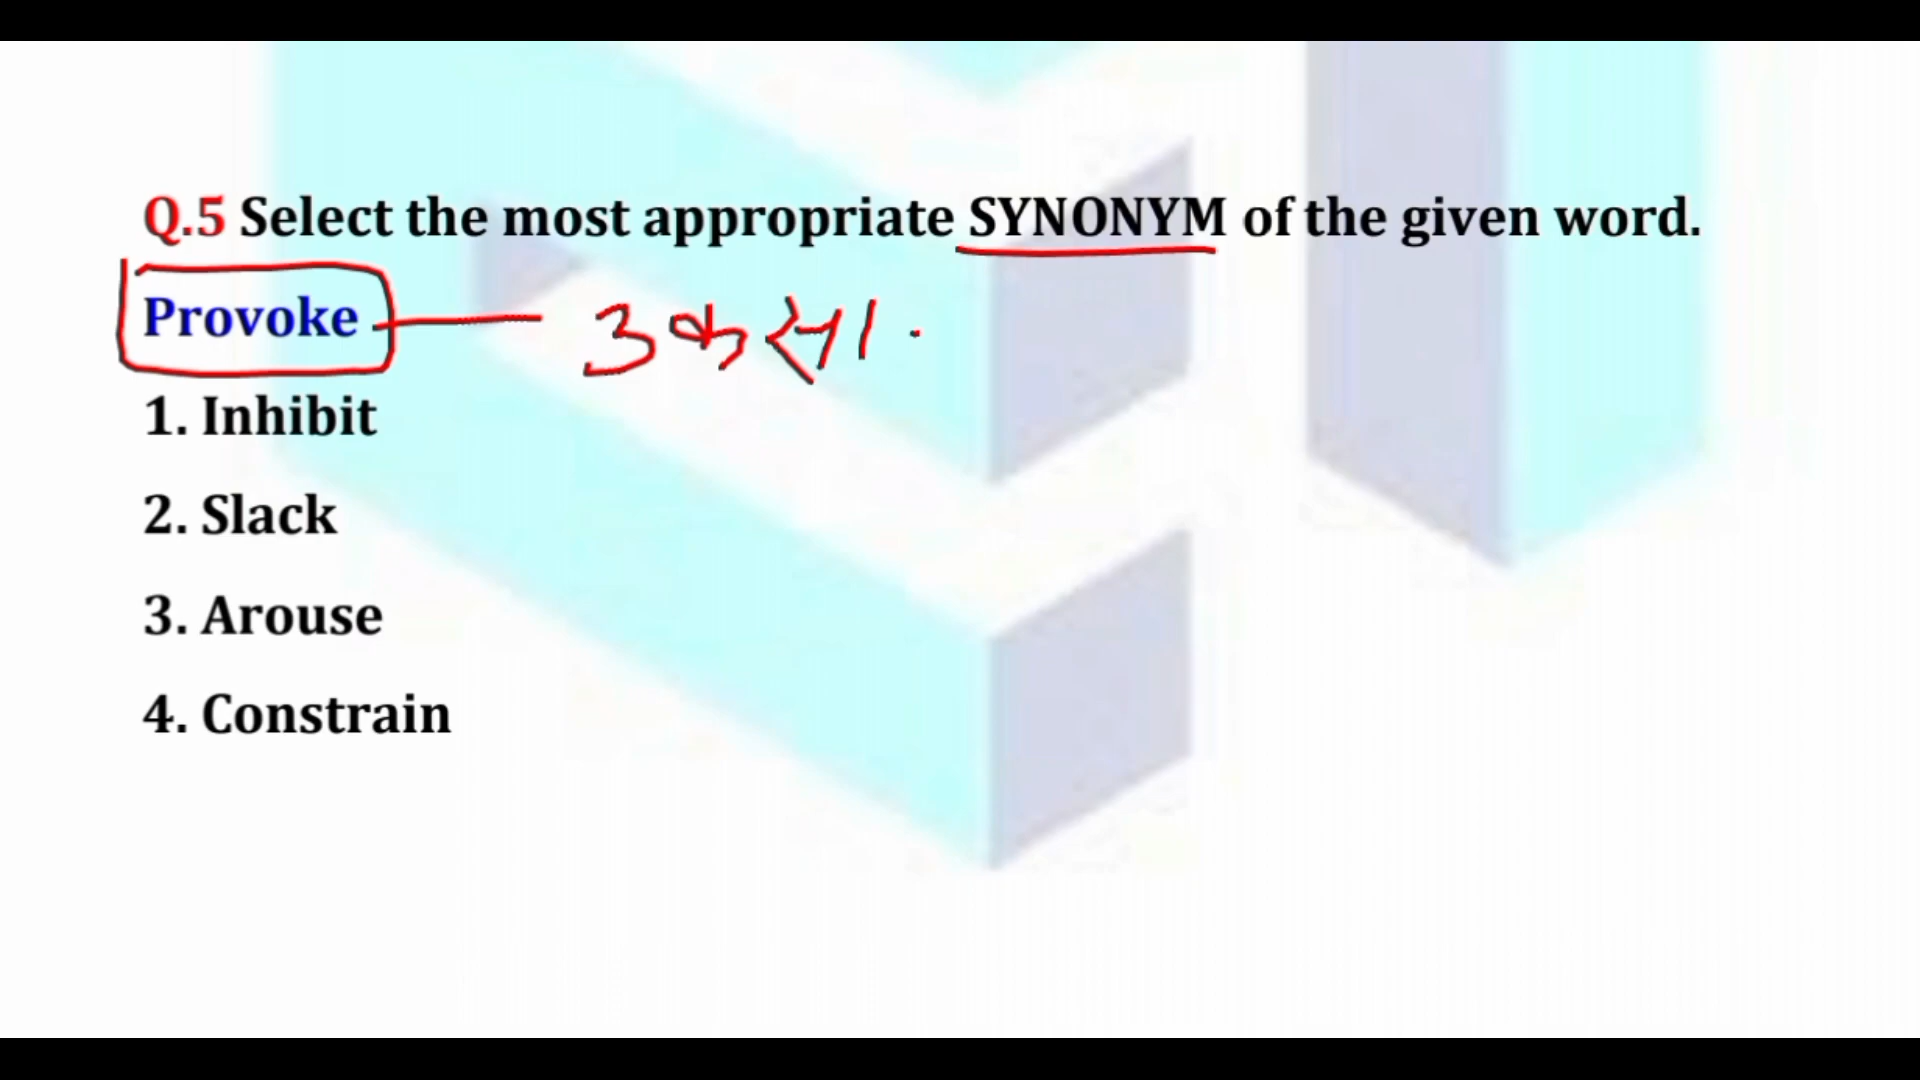 Q.5 Select the most appropriate SYNONYM of the given word.
Provoke
1. Inhibit
2. Slack
3. Arouse
4. Constrain